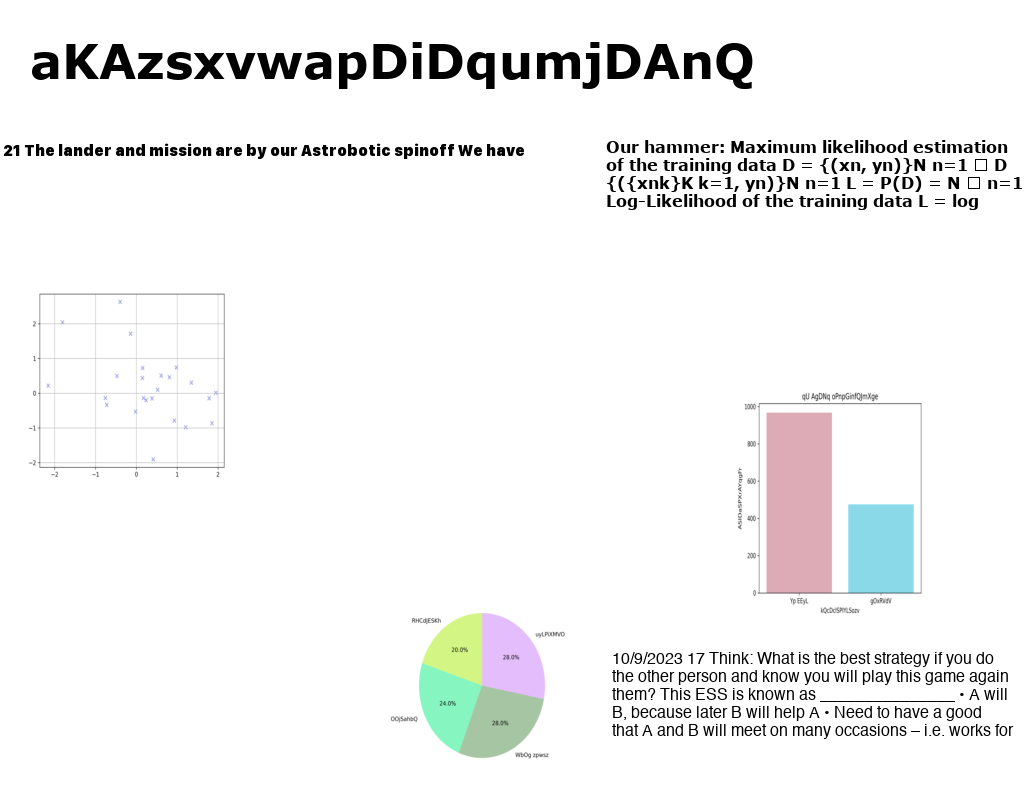 aKAzsxvwapDiDqumjDAnQ
21 The lander and mission are by our Astrobotic spinoff We have
Our hammer: Maximum likelihood estimation
of the training data D = {(xn, yn)}N n=1 □ D
{({xnk}K k=1, yn)}N n=1 L = P(D) = N □ n=1
Log-Likelihood of the training data L = log
2
1
0
−1
−2
−2 −1 0 1 2
qU AgDNq oPnpGinfQJmXge
1000
800
600
400
200
0
Yp EEyL gOxRVdV
RHCdJESKh
uyLPiXMVO
20.0%
28.0%
24.0%
28.0%
OOjSahbQ
WbOg zpwsz
10/9/2023 17 Think: What is the best strategy if you do
the other person and know you will play this game again
them? This ESS is known as ________________ • A will
B, because later B will help A • Need to have a good
that A and B will meet on many occasions – i.e. works for